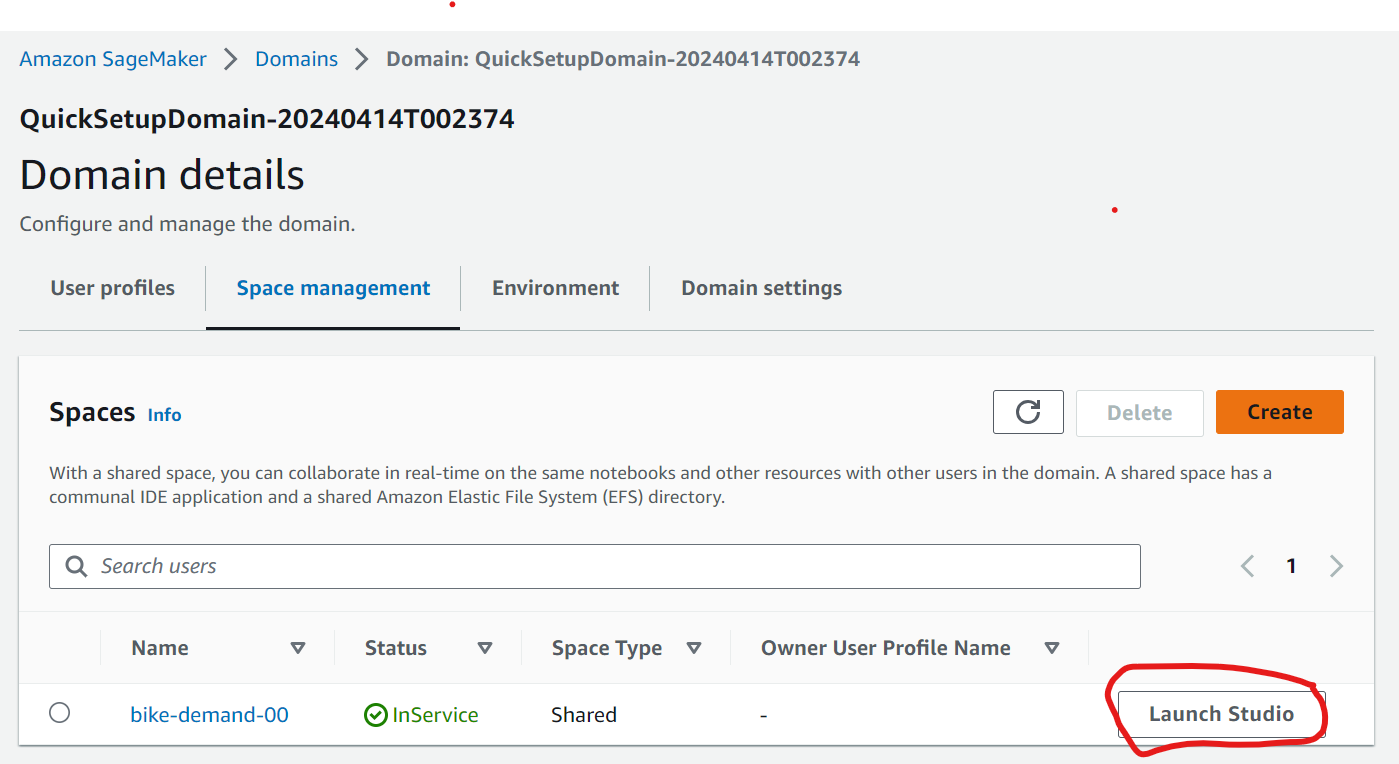 Amazon SageMaker > Domains > Domain: QuickSetupDomain-20240414T002374
QuickSetupDomain-20240414T002374
Domain details
Configure and manage the domain.
User profiles Space management Environment Domain settings
Spaces Info Delete Create
With a shared space, you can collaborate in real-time on the same notebooks and other resources with other users in the domain. A shared space has a
communal IDE application and a shared Amazon Elastic File System (EFS) directory.
Search users 1
Name Status Space Type Owner User Profile Name
bike-demand-00 InService Shared - Launch Studio